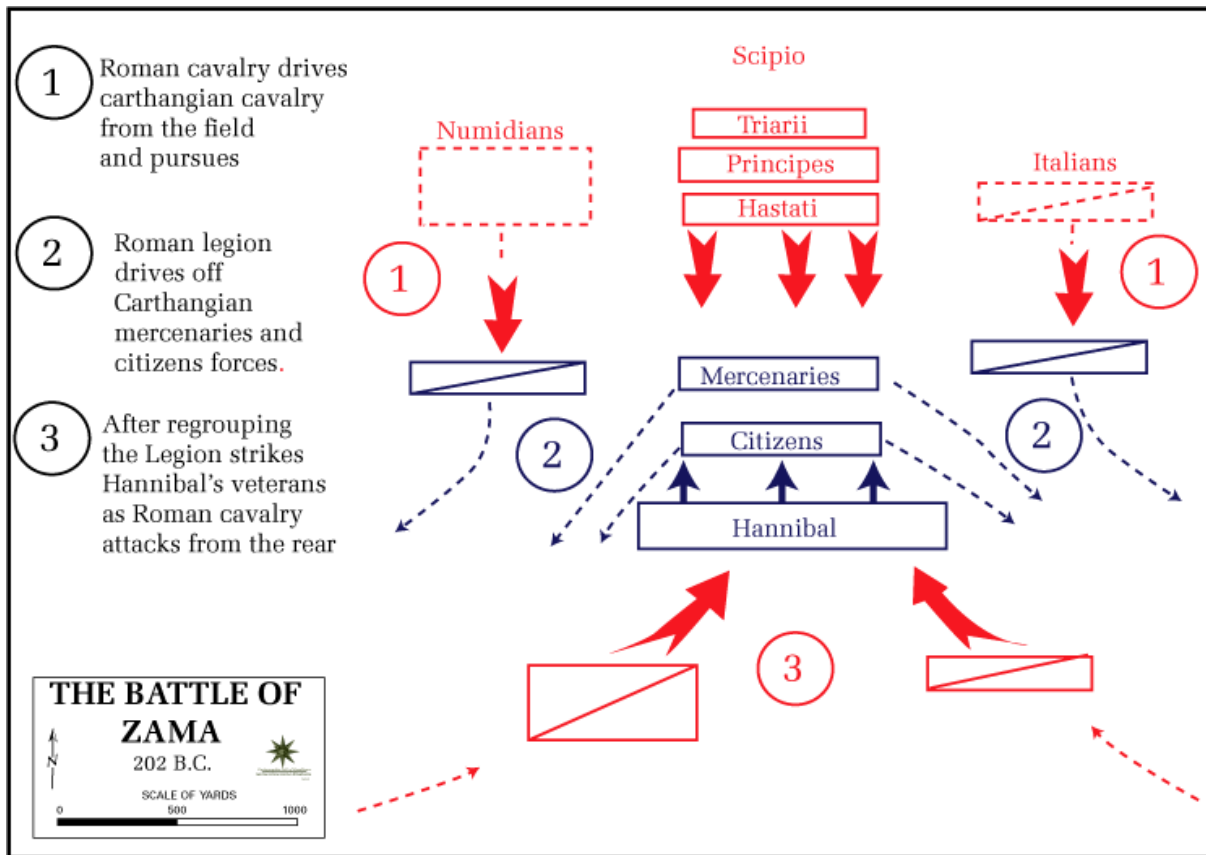 1
Roman cavalry drives
carthangian cavalry
from the field
and pursues
2
Roman legion
drives off
Carthangian
mercenaries and
citizens forces.
3
After regrouping
the Legion strikes
Hannibal's veterans
as Roman cavalry
attacks from the rear
Scipio
Triarii
Numidians
Principes
Italians
Hastati
1
1
Mercenaries
2
Citizens
2
Hannibal
3
THE BATTLE OF
ZAMA
202 B.C.
N
SCALE OF YARDS
0 500 1000